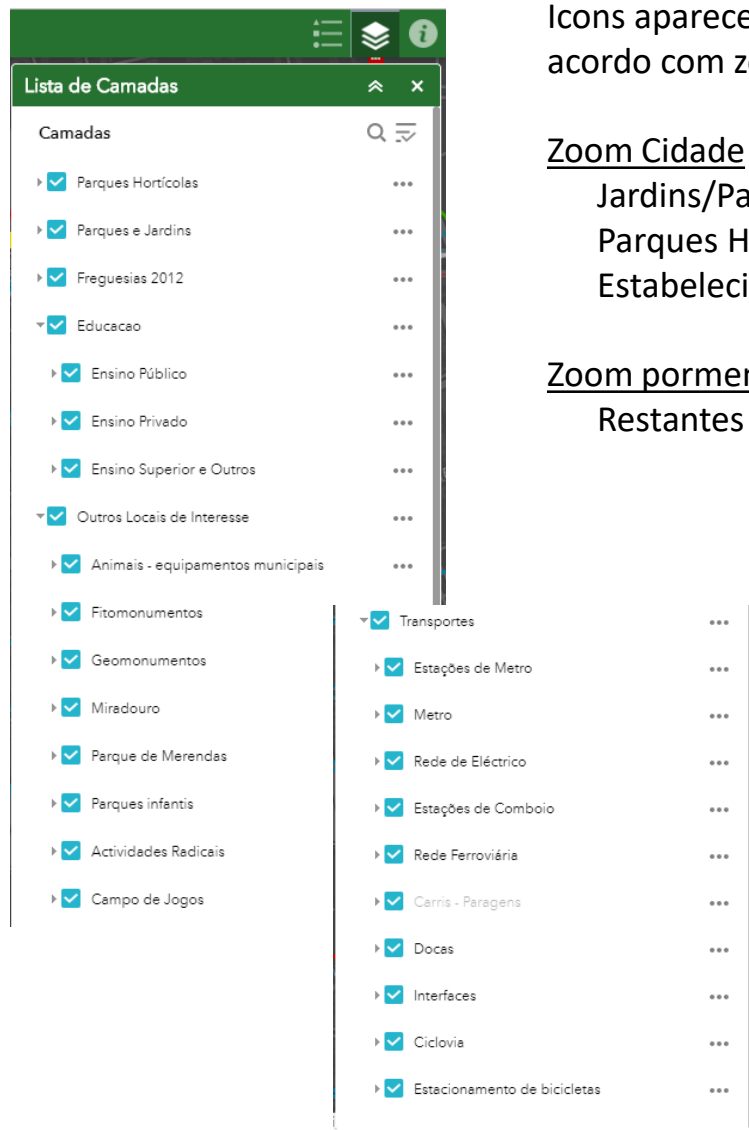 Lista de Camadas
Camadas
Parques Hortícolas
Parques e Jardins
Freguesias 2012
Educacao
Ensino Público
Ensino Privado
Ensino Superior e Outros
Outros Locais de Interesse
Animais - equipamentos municipais
Fitomonumentos
Geomonumentos
Miradouro
Parque de Merendas
Parques infantis
Actividades Radicais
Campo de Jogos
Transportes
Estações de Metro
Metro
Rede de Eléctrico
Estações de Comboio
Rede Ferroviária
Carris - Paragens
Docas
Interfaces
Ciclovia
Estacionamento de bicicletas
Icons aparece
acordo com z
Zoom Cidade
Jardins/Pa
Parques H
Estabeleci
Zoom pormen
Restantes